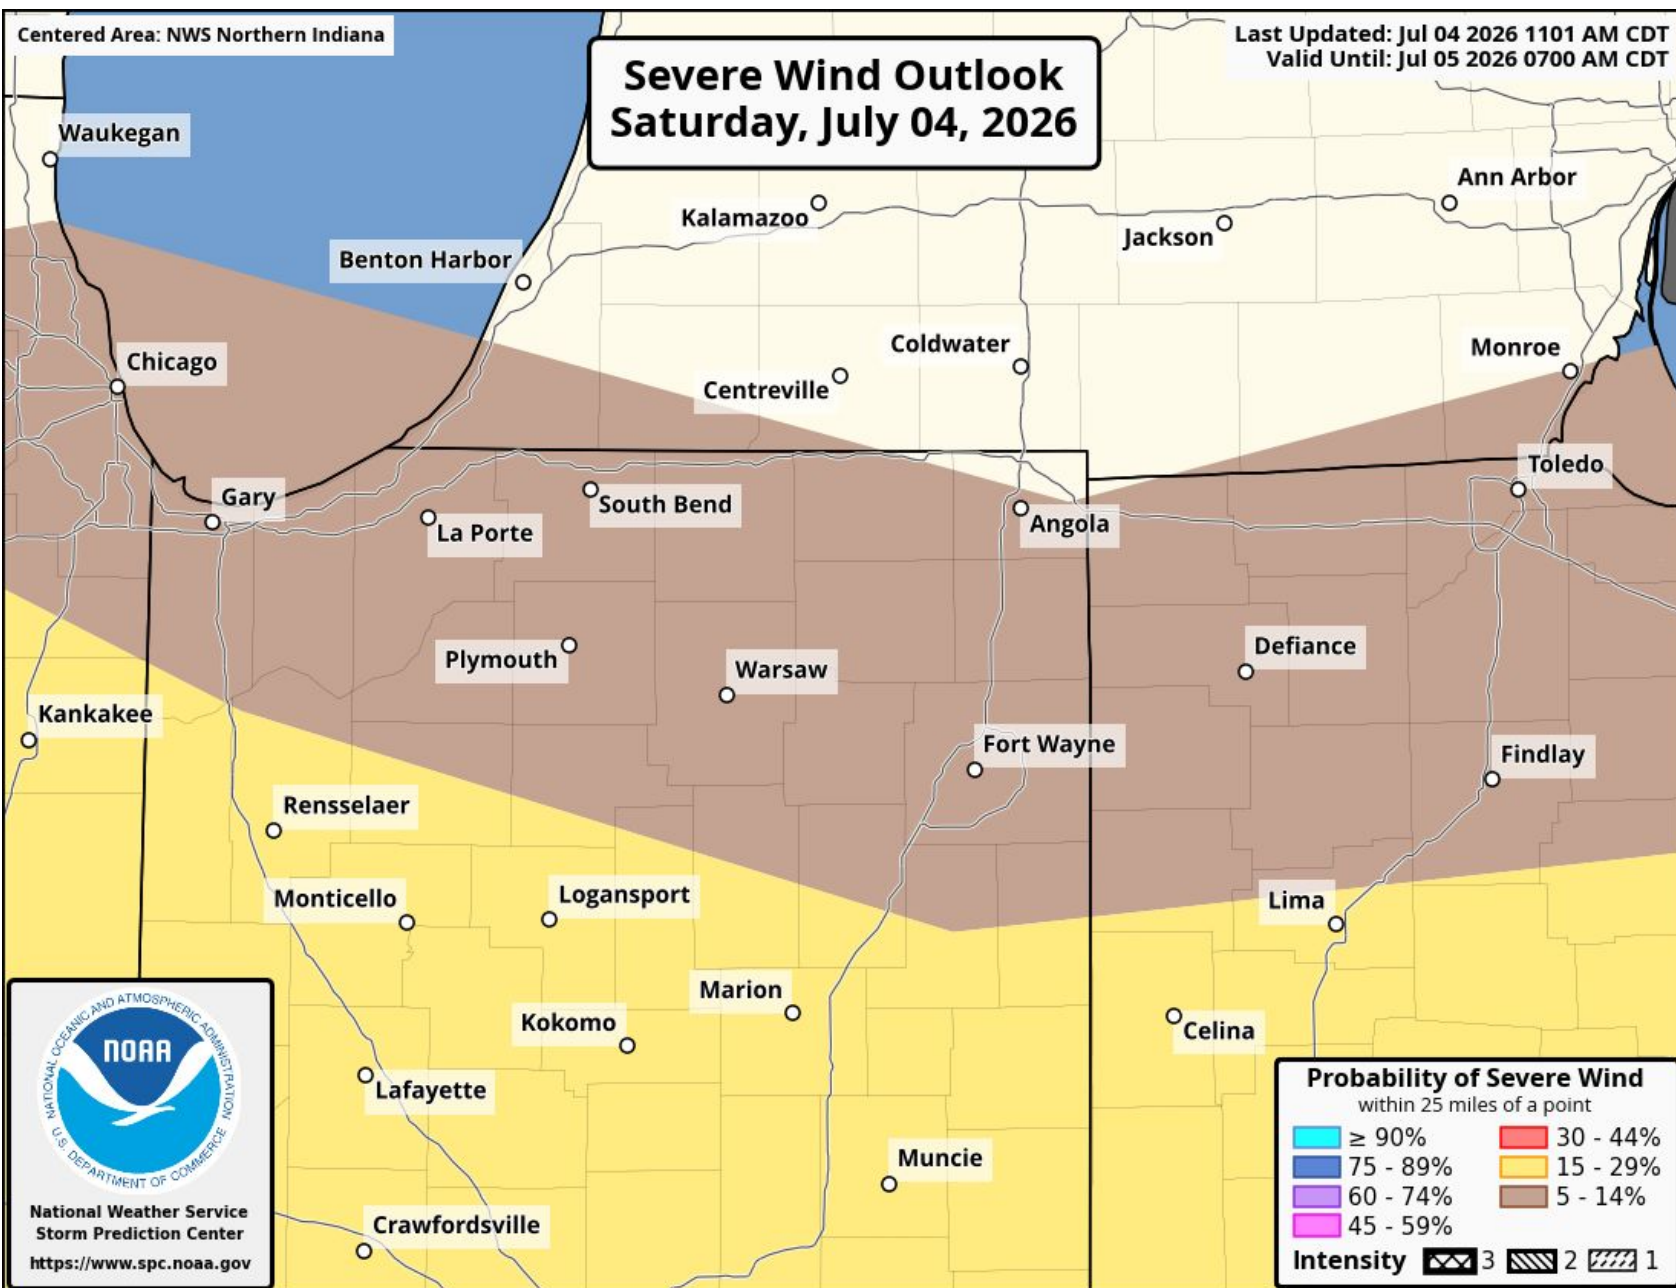 Centered Area: NWS Northern Indiana
Severe Wind Outlook
Saturday, July 04, 2026
Last Updated: Jul 04 2026 1101 AM CDT
Valid Until: Jul 05 2026 0700 AM CDT
Waukegan
Ann Arbor
Kalamazoo
Jackson
Benton Harbor
Coldwater
Monroe
Chicago
Centreville
Toledo
Gary
South Bend
La Porte
Angola
Defiance
Plymouth
Warsaw
Kankakee
Fort Wayne
Findlay
Rensselaer
Monticello
Logansport
Lima
Marion
Kokomo
Celina
Lafayette
Muncie
Crawfordsville
NATIONAL OCEANIC AND ATMOSPHERIC ADMINISTRATION
NOAA
U.S. DEPARTMENT OF COMMERCE
National Weather Service
Storm Prediction Center
https://www.spc.noaa.gov
Probability of Severe Wind
within 25 miles of a point
≥ 90% 30 - 44%
75 - 89% 15 - 29%
60 - 74% 5 - 14%
45 - 59%
Intensity 3 2 1